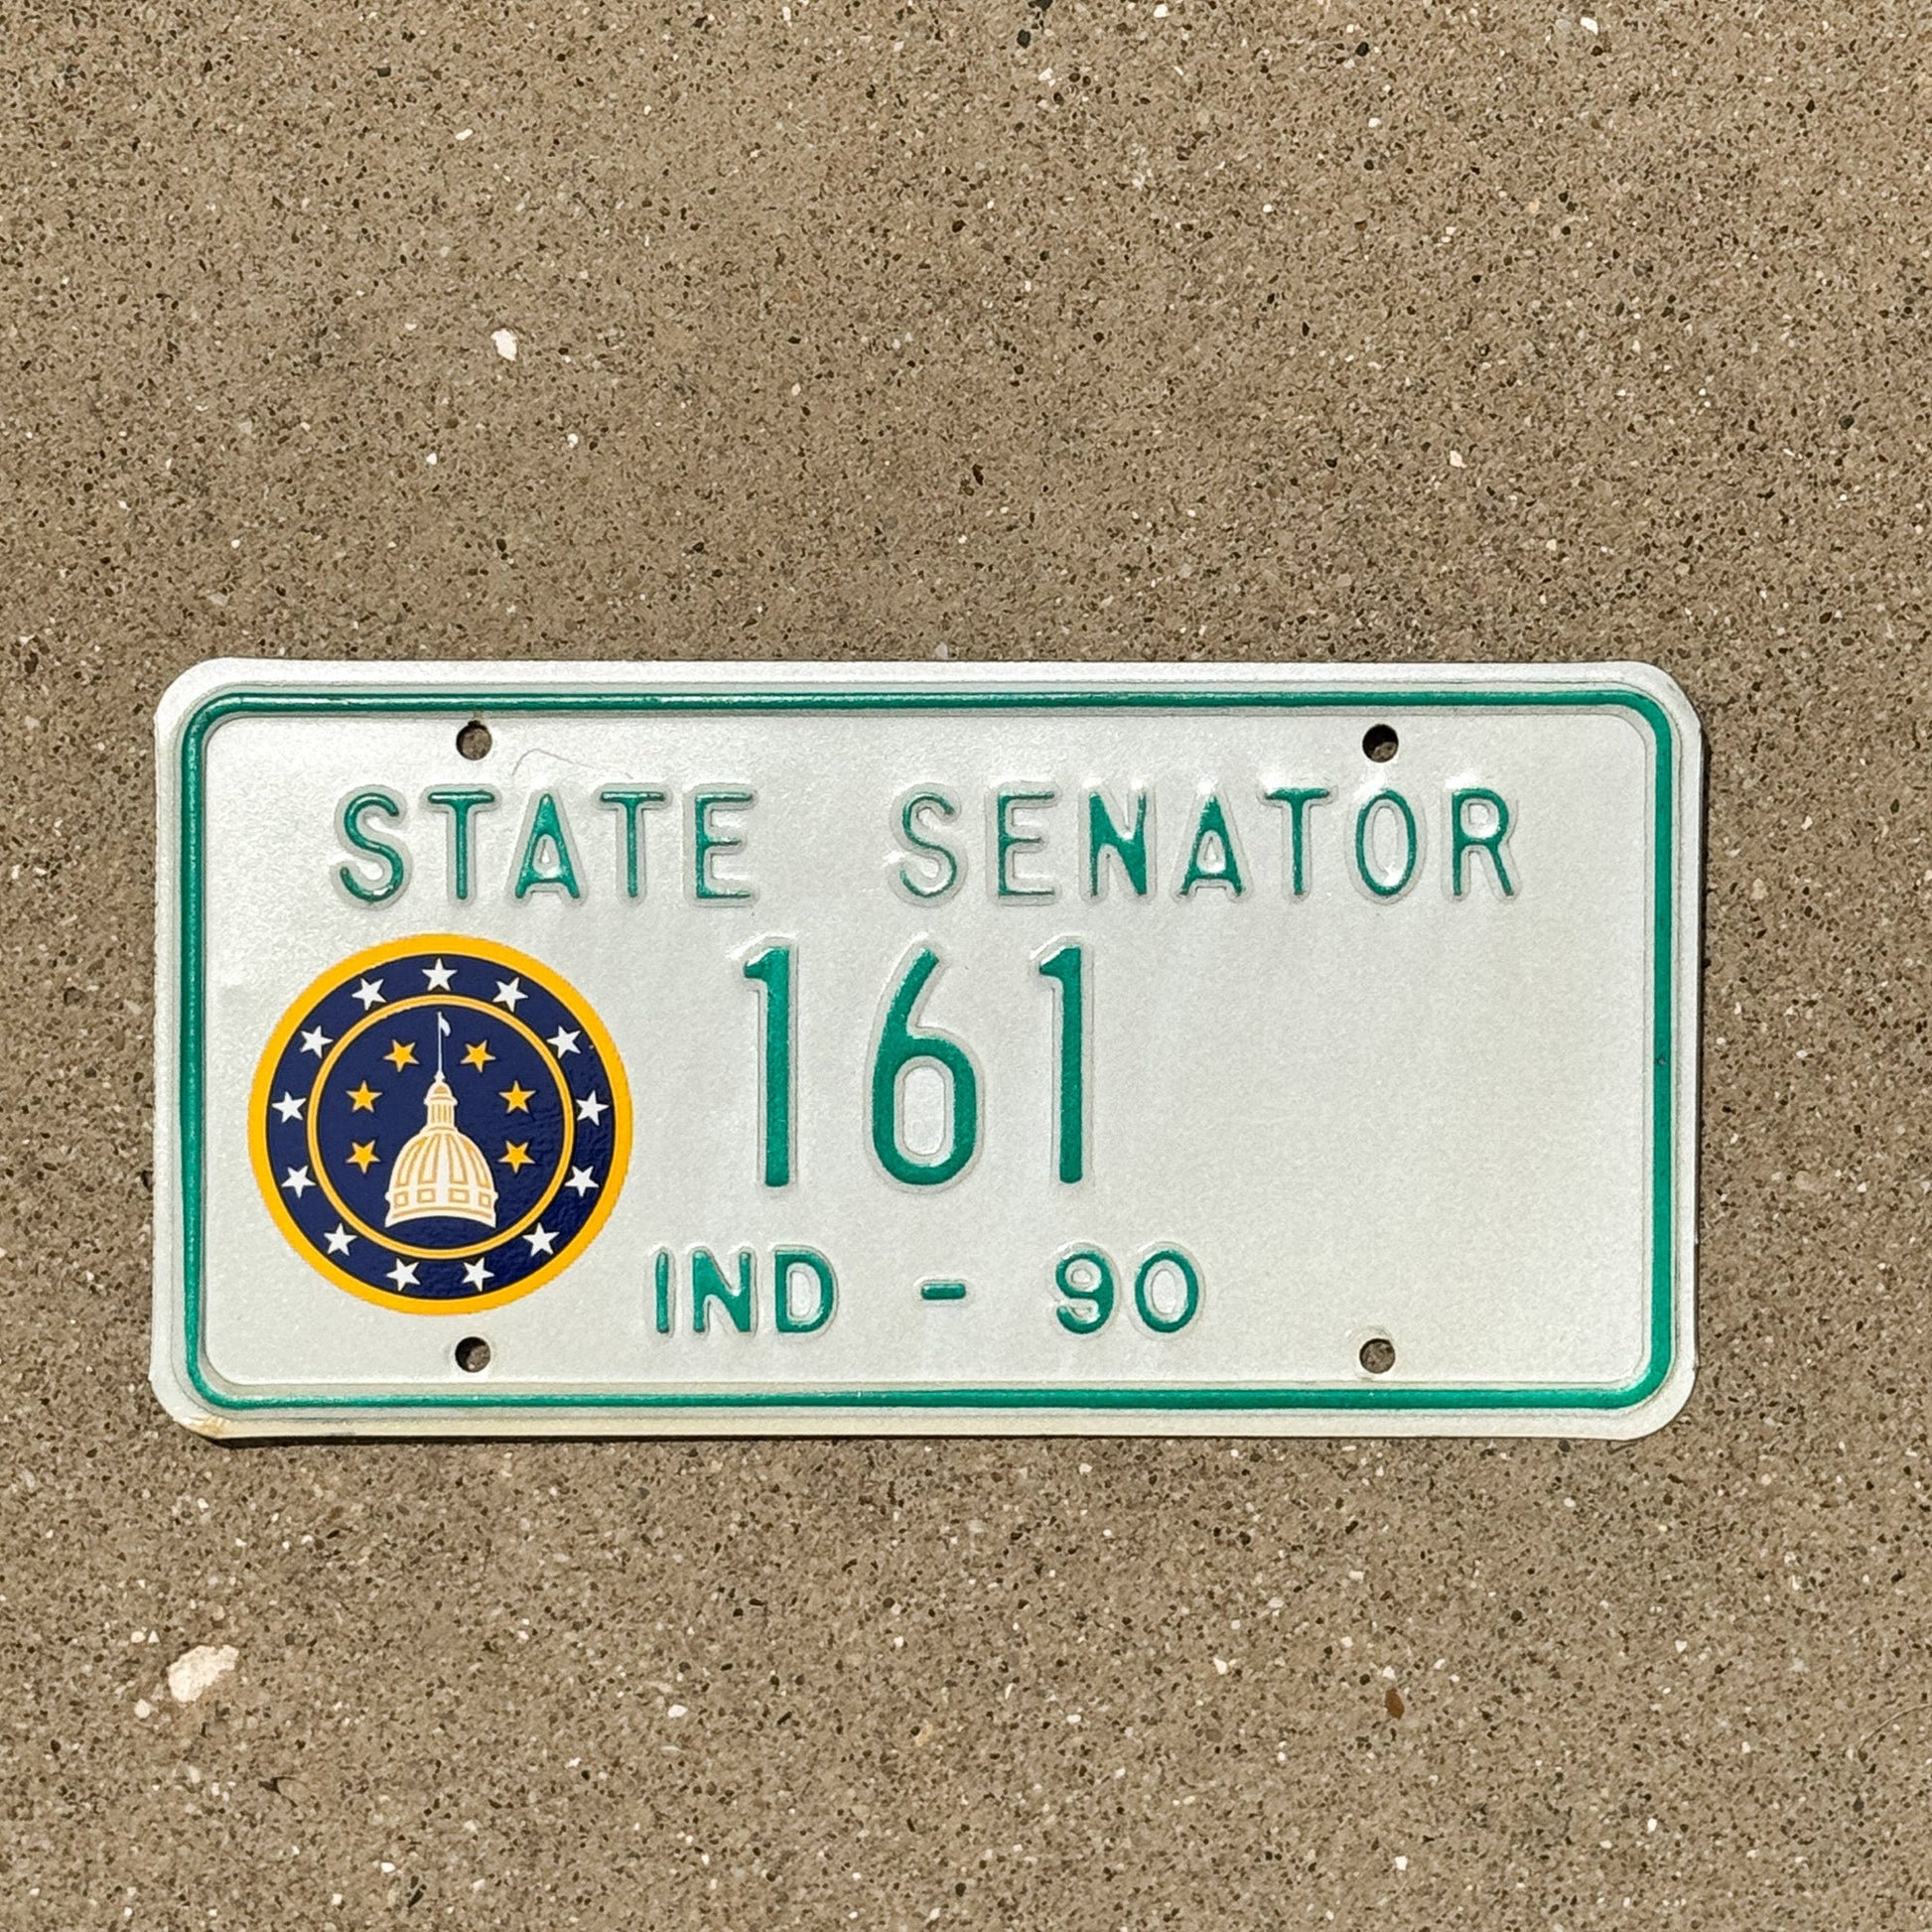 STATE SENATOR
161
IND - 90